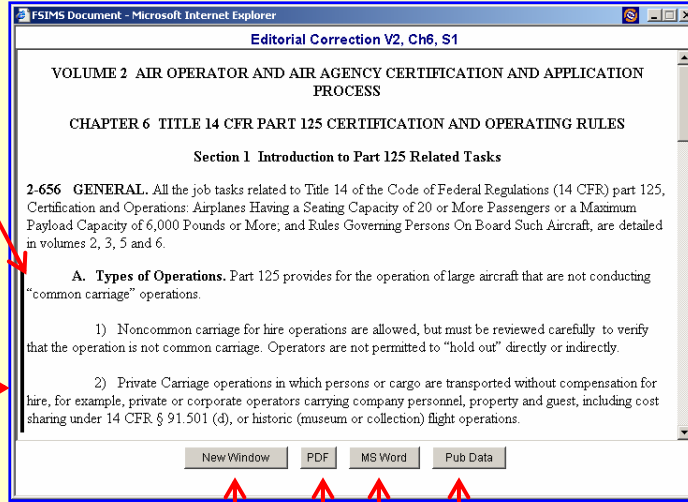 FSIMS Document - Microsoft Internet Explorer
Editorial Correction V2, Ch6, S1
VOLUME 2 AIR OPERATOR AND AIR AGENCY CERTIFICATION AND APPLICATION
PROCESS
CHAPTER 6 TITLE 14 CFR PART 125 CERTIFICATION AND OPERATING RULES
Section 1 Introduction to Part 125 Related Tasks
2-656 GENERAL. All the job tasks related to Title 14 of the Code of Federal Regulations (14 CFR) part 125,
Certification and Operations: Airplanes Having a Seating Capacity of 20 or More Passengers or a Maximum
Payload Capacity of 6,000 Pounds or More; and Rules Governing Persons On Board Such Aircraft, are detailed
in volumes 2, 3, 5 and 6.
A. Types of Operations. Part 125 provides for the operation of large aircraft that are not conducting
“common carriage” operations.
1) Noncommon carriage for hire operations are allowed, but must be reviewed carefully to verify
that the operation is not common carriage. Operators are not permitted to “hold out” directly or indirectly.
2) Private Carriage operations in which persons or cargo are transported without compensation for
hire, for example, private or corporate operators carrying company personnel, property and guest, including cost
sharing under 14 CFR § 91.501 (d), or historic (museum or collection) flight operations.
New Window PDF MS Word Pub Data